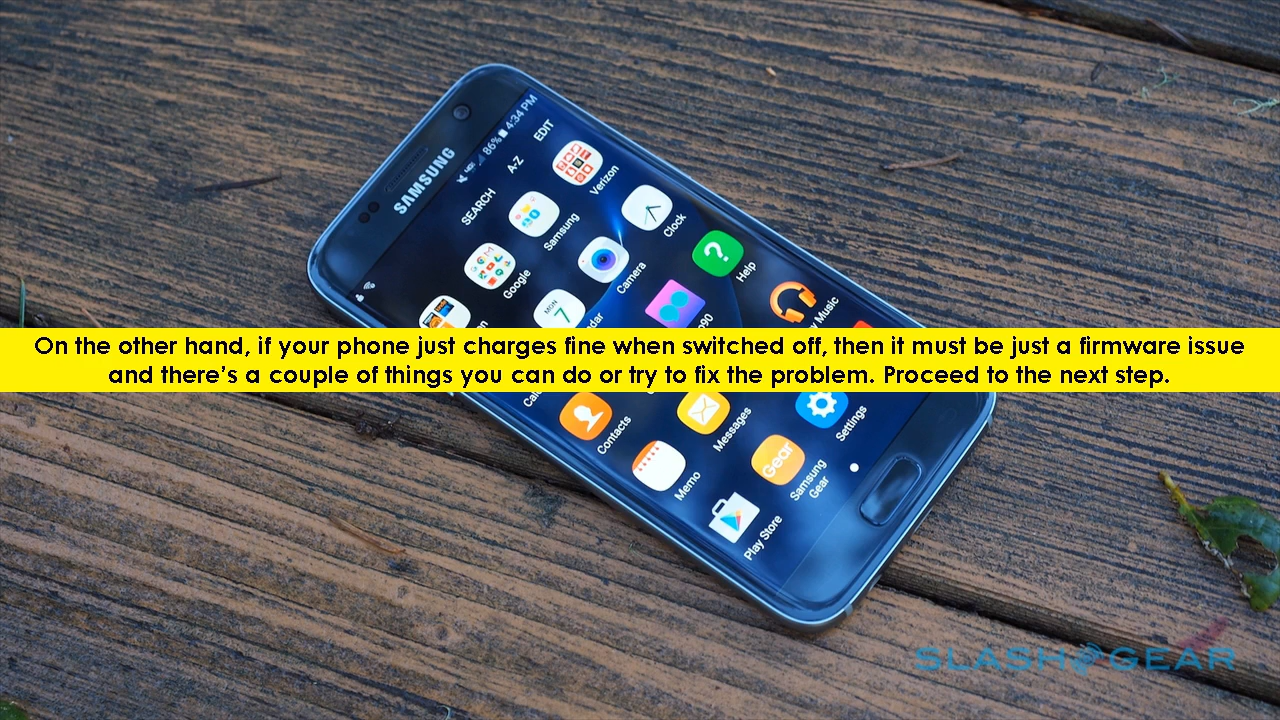 SAMSUNG
86% 4:34 PM
SEARCH A-Z EDIT
Google
Samsung
Verizon
MON
7
Camera
Clock
Help
On the other hand, if your phone just charges fine when switched off, then it must be just a firmware issue
and there's a couple of things you can do or try to fix the problem. Proceed to the next step.
Contacts
Messages
Settings
Memo
Gear
Samsung
Gear
Play Store
Music
SLASHGEAR